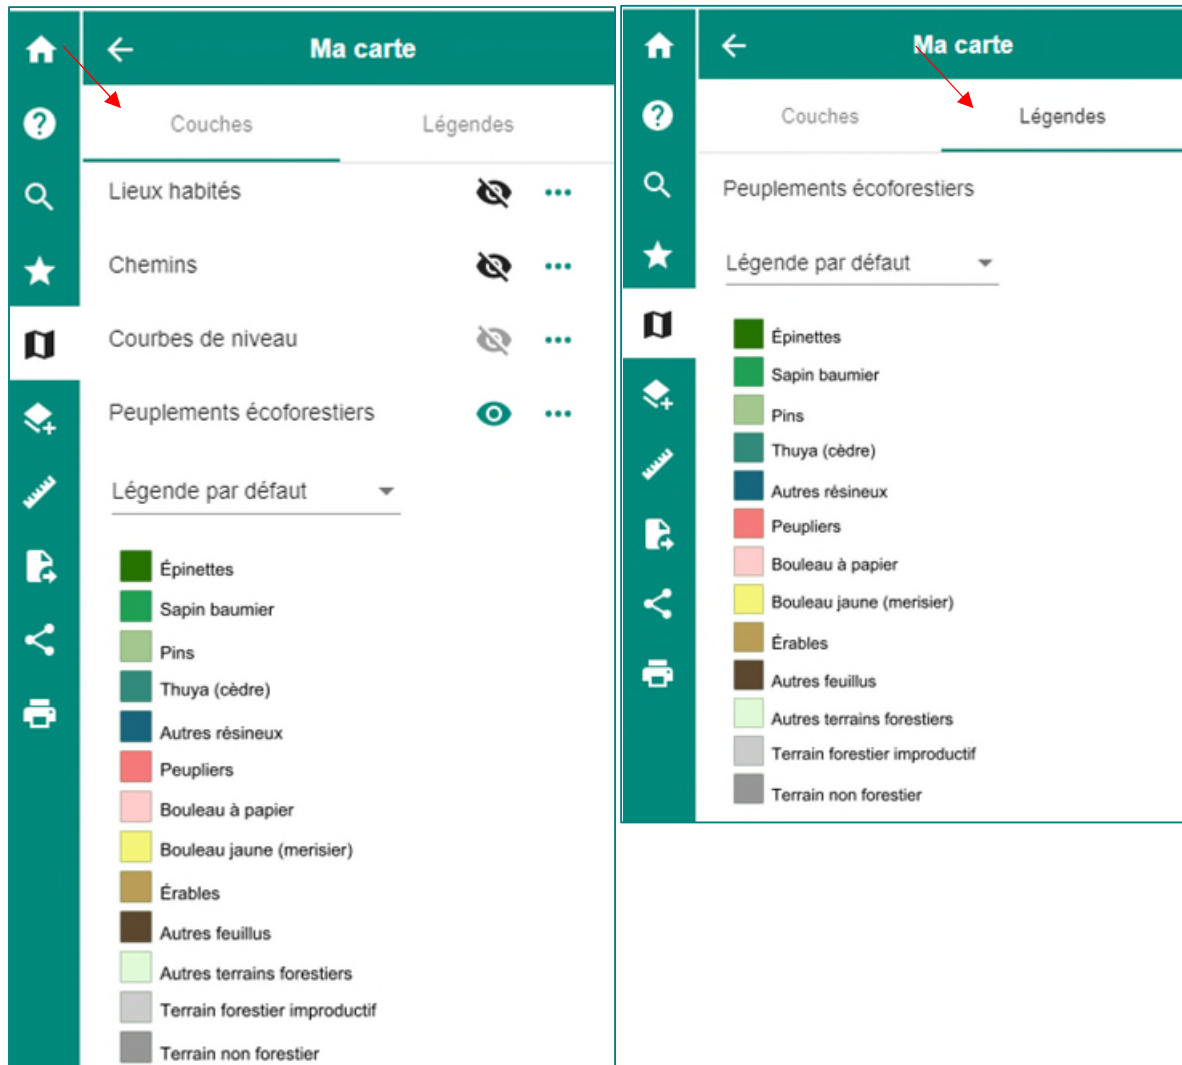 Ma carte
Couches
Légendes
Lieux habités
Chemins
Courbes de niveau
Peuplements écoforestiers
Légende par défaut
Épinettes
Sapin baumier
Pins
Thuya (cèdre)
Autres résineux
Peupliers
Bouleau à papier
Bouleau jaune (merisier)
Érables
Autres feuillus
Autres terrains forestiers
Terrain forestier improductif
Terrain non forestier
Ma carte
Couches
Légendes
Peuplements écoforestiers
Légende par défaut
Épinettes
Sapin baumier
Pins
Thuya (cèdre)
Autres résineux
Peupliers
Bouleau à papier
Bouleau jaune (merisier)
Érables
Autres feuillus
Autres terrains forestiers
Terrain forestier improductif
Terrain non forestier